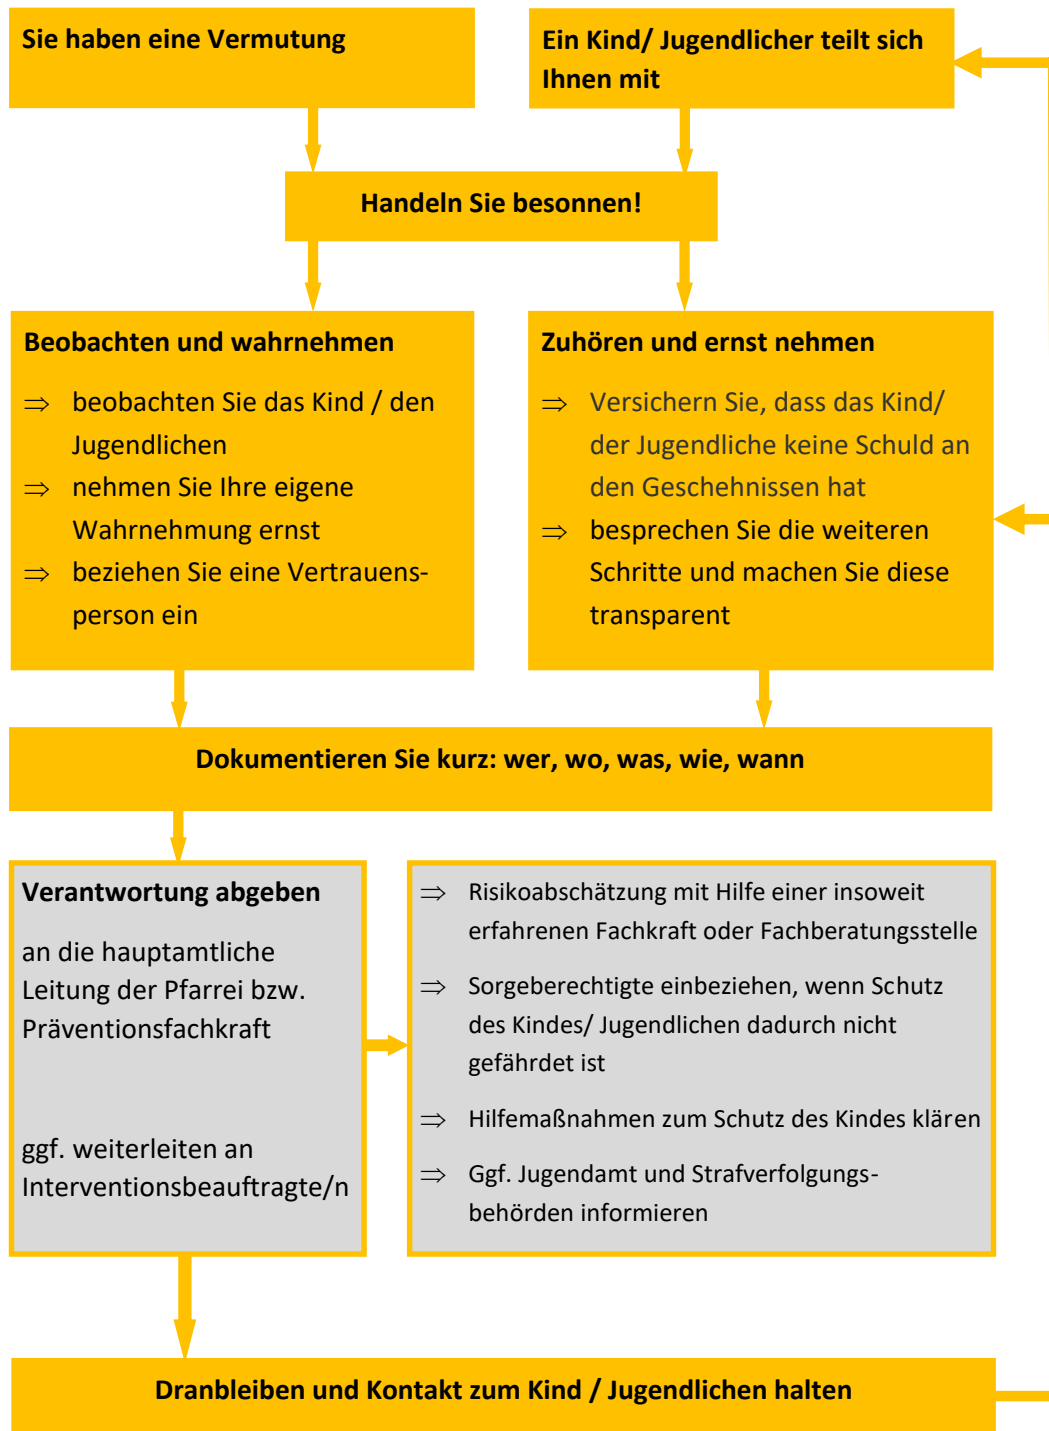 Sie haben eine Vermutung
Ein Kind/ Jugendlicher teilt sich
Ihnen mit
Handeln Sie besonnen!
Beobachten und wahrnehmen
⇒ beobachten Sie das Kind / den
Jugendlichen
⇒ nehmen Sie Ihre eigene
Wahrnehmung ernst
⇒ beziehen Sie eine Vertrauens-
person ein
Zuhören und ernst nehmen
⇒ Versichern Sie, dass das Kind/
der Jugendliche keine Schuld an
den Geschehnissen hat
⇒ besprechen Sie die weiteren
Schritte und machen Sie diese
transparent
Dokumentieren Sie kurz: wer, wo, was, wie, wann
Verantwortung abgeben
an die hauptamtliche
Leitung der Pfarrei bzw.
Präventionsfachkraft
ggf. weiterleiten an
Interventionsbeauftragte/n
⇒ Risikoabschätzung mit Hilfe einer insoweit
erfahrenen Fachkraft oder Fachberatungsstelle
⇒ Sorgeberechtigte einbeziehen, wenn Schutz
des Kindes/ Jugendlichen dadurch nicht
gefährdet ist
⇒ Hilfemaßnahmen zum Schutz des Kindes klären
⇒ Ggf. Jugendamt und Strafverfolgungs-
behörden informieren
Dranbleiben und Kontakt zum Kind / Jugendlichen halten